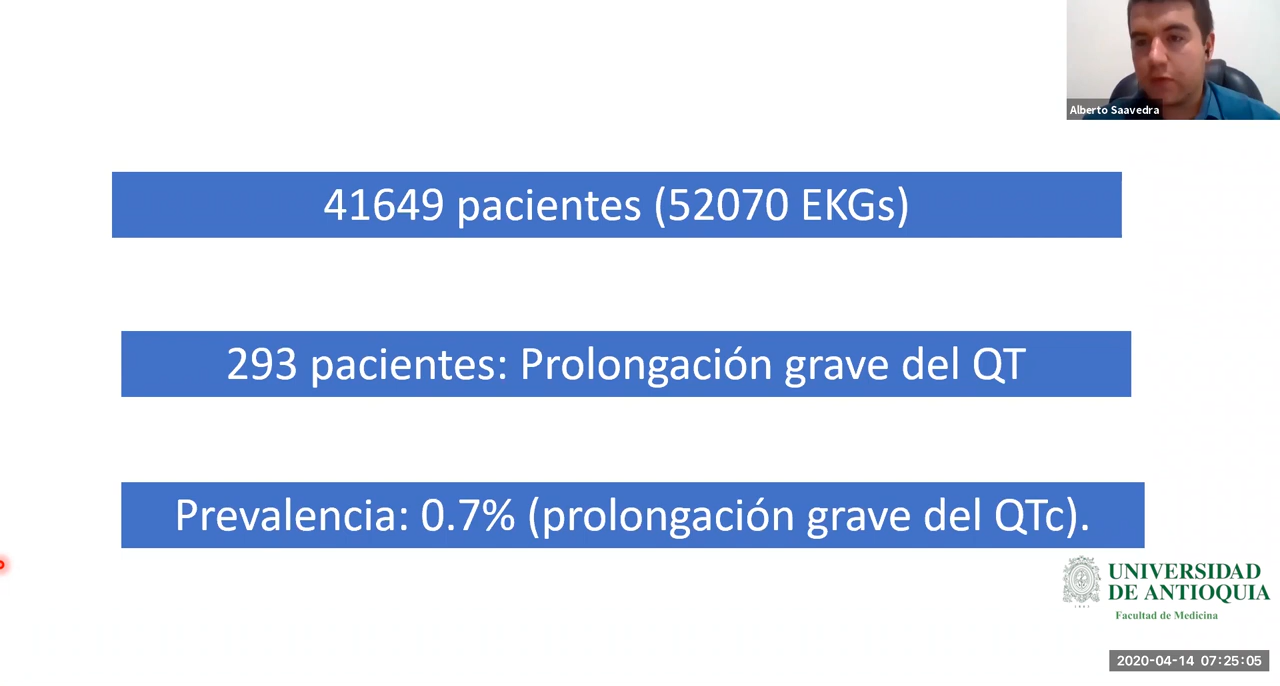 Alberto Saavedra
41649 pacientes (52070 EKGs)
293 pacientes: Prolongación grave del QT
Prevalencia: 0.7% (prolongación grave del QTc).
UNIVERSIDAD
DE ANTIOQUIA
1803
Facultad de Medicina
2020-04-14 07:25:05